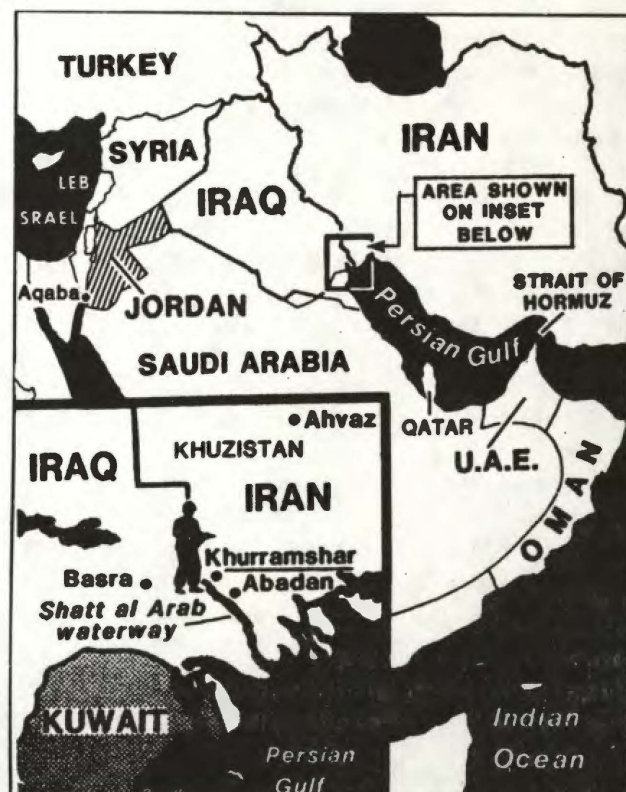 TURKEY
IRAN
SYRIA
LEB
SRAEL
IRAQ
AREA SHOWN
ON INSET
BELOW
STRAIT OF
HORMUZ
Aqaba
JORDAN
Persian Gulf
SAUDI ARABIA
QATAR
U.A.E.
OMAN
Ahvaz
KHUZISTAN
IRAQ
IRAN
Khurramshar
Basra
Abadan
Shatt al Arab
waterway
KUWAIT
Persian
Gulf
Indian
Ocean